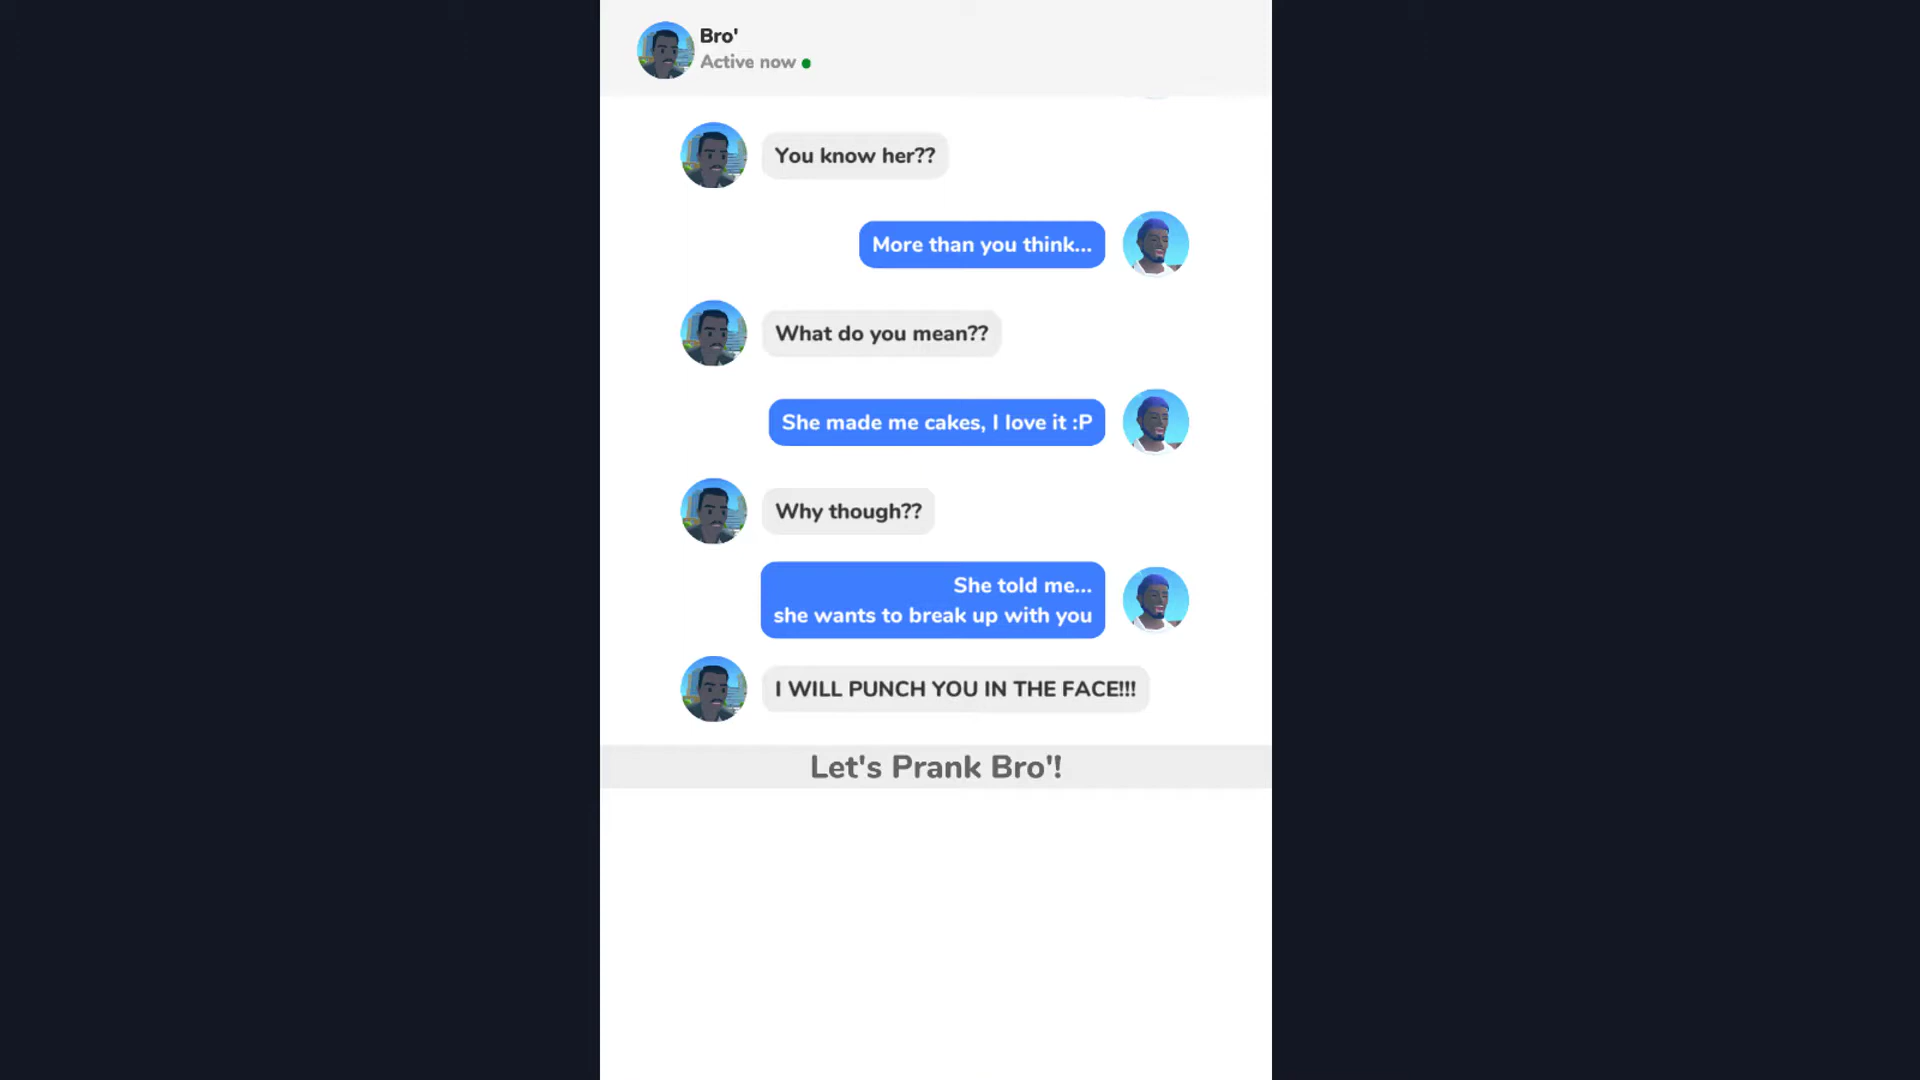 Bro'
Active now
You know her??
More than you think...
What do you mean??
She made me cakes, I love it :P
Why though??
She told me...
she wants to break up with you
I WILL PUNCH YOU IN THE FACE!!!
Let's Prank Bro'!